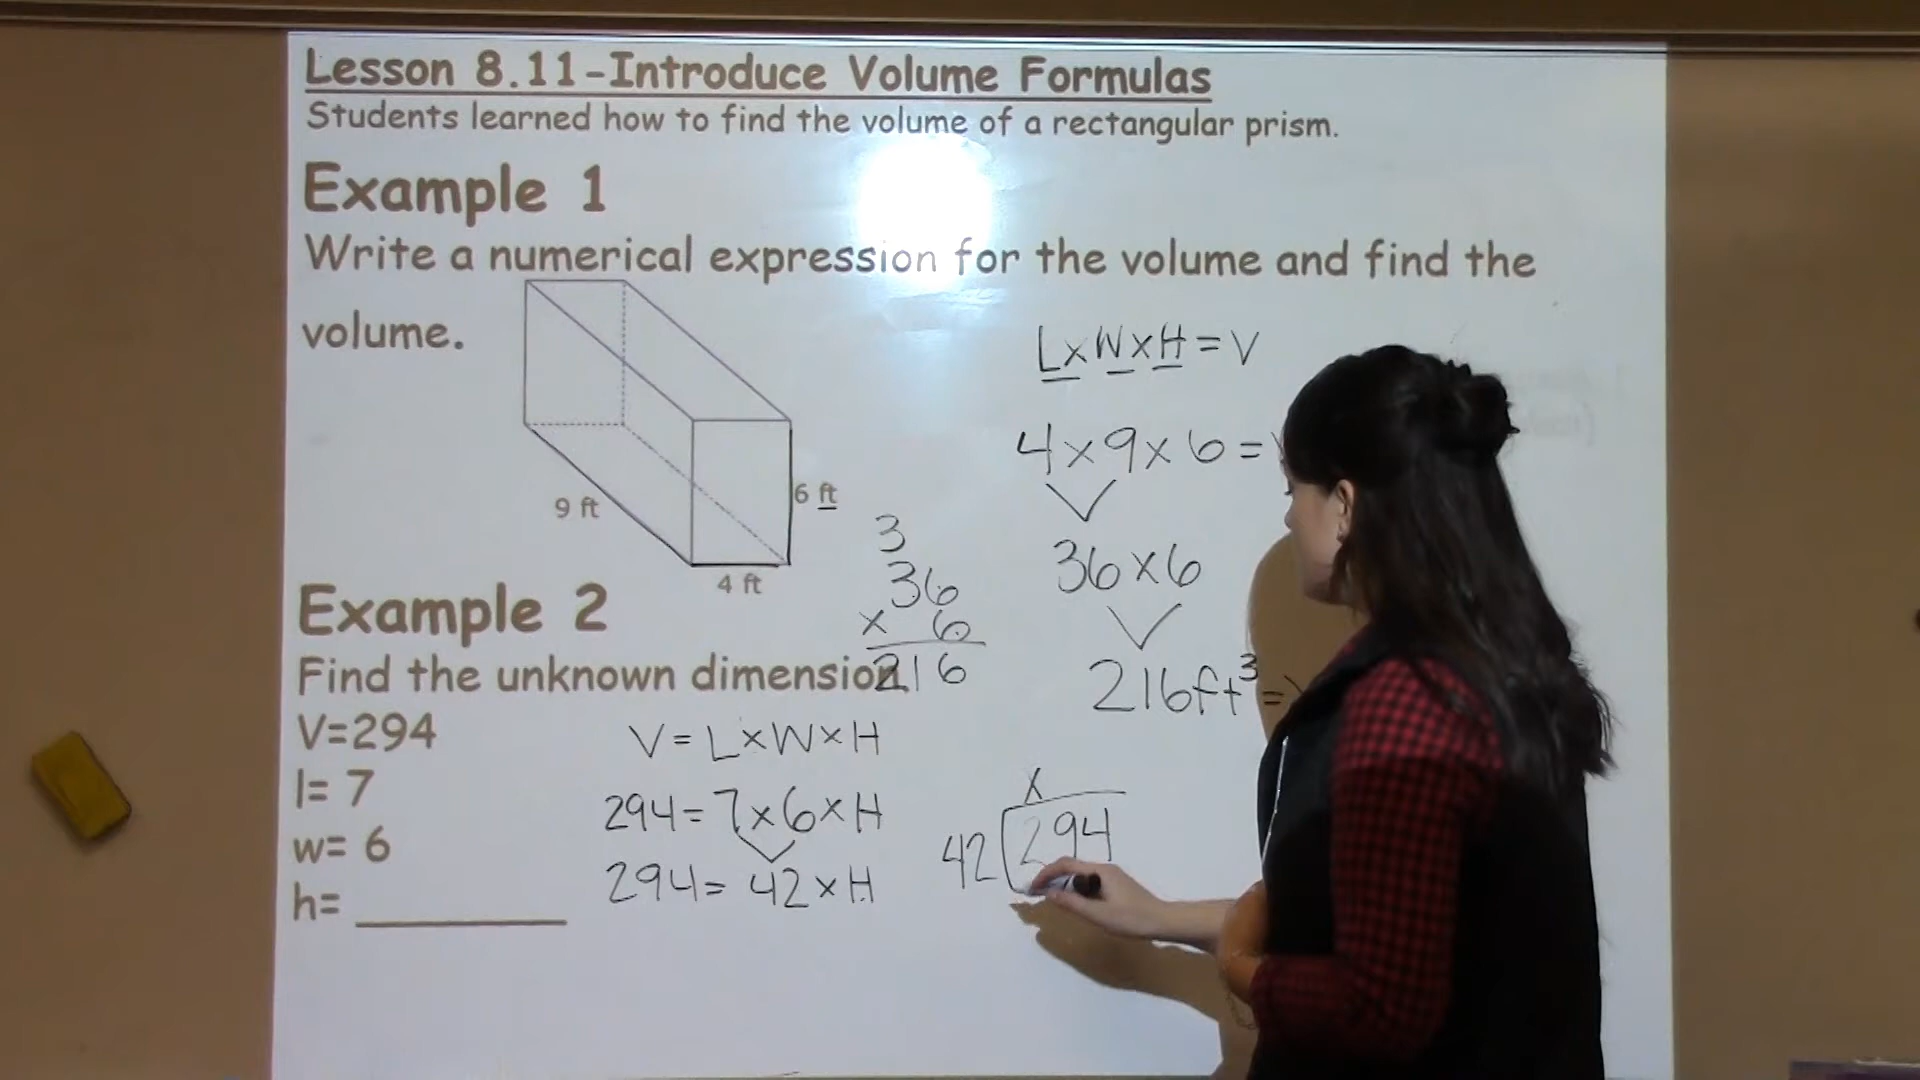 Lesson 8.11-Introduce Volume Formulas
Students learned how to find the volume of a rectangular prism.
Example 1
Write a numerical expression for the volume and find the
volume.
9 ft
6 ft
4 ft
L x W x H = V
4 x 9 x 6 =
36 x 6
216ft³ =
3
36
x 6
216
Example 2
Find the unknown dimension.
V=294
l= 7
w= 6
h= ____________
V = L x W x H
294 = 7 x 6 x H
294 = 42 x H
x
42 294